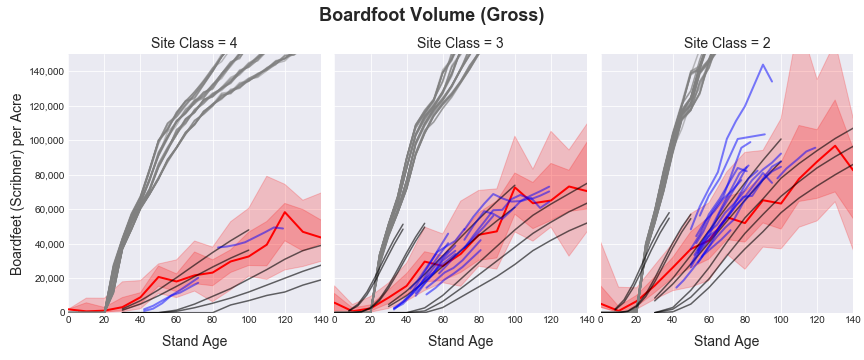 Boardfoot Volume (Gross)
Site Class = 4
Site Class = 3
Site Class = 2
Boardfeet (Scribner) per Acre
140,000
120,000
100,000
80,000
60,000
40,000
20,000
0
0 20 40 60 80 100 120 140
0 20 40 60 80 100 120 140
0 20 40 60 80 100 120 140
Stand Age
Stand Age
Stand Age